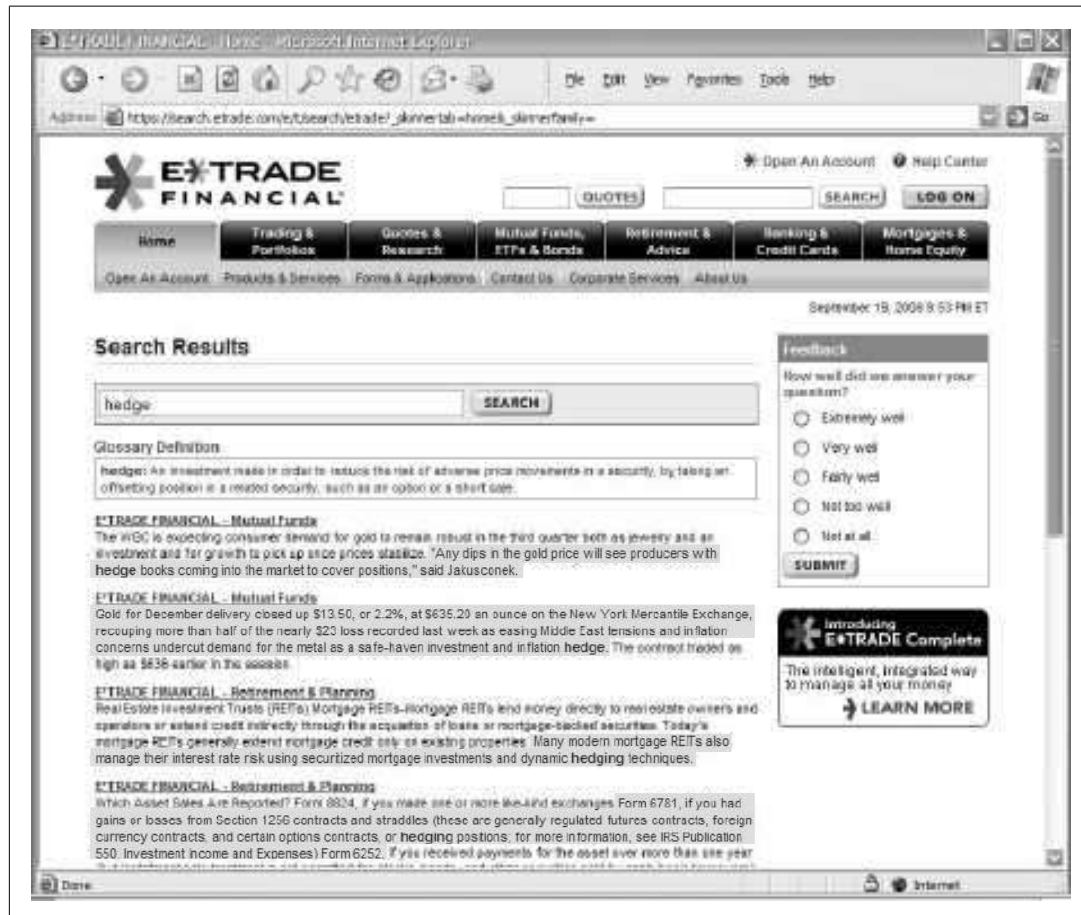 E*TRADE FINANCIAL - Home - Microsoft Internet Explorer
File Edit View Favorites Tools Help
Address https://search.etrade.com/e/t/search/etrade?_skinnertab=home&_skinnerfamily=
Go
E*TRADE
FINANCIAL
Open An Account Help Center
QUOTES SEARCH LOG ON
Home
Trading &
Portfolios
Quotes &
Research
Mutual Funds,
ETFs & Bonds
Retirement &
Advice
Banking &
Credit Cards
Mortgages &
Home Equity
Open An Account Products & Services Forms & Applications Contact Us Corporate Services About Us
September 19, 2006 9:53 PM ET
Search Results
hedge SEARCH
Glossary Definition
hedge: An investment made in order to reduce the risk of adverse price movements in a security, by taking an
offsetting position in a related security, such as an option or a short sale.
E*TRADE FINANCIAL - Mutual Funds
The WGC is expecting consumer demand for gold to remain robust in the third quarter both as jewelry and an
investment and for growth to pick up once prices stabilize. "Any dips in the gold price will see producers with
hedge books coming into the market to cover positions," said Jakusconek.
E*TRADE FINANCIAL - Mutual Funds
Gold for December delivery closed up $13.50, or 2.2%, at $635.20 an ounce on the New York Mercantile Exchange,
recouping more than half of the nearly $23 loss recorded last week as easing Middle East tensions and inflation
concerns undercut demand for the metal as a safe-haven investment and inflation hedge. The contract traded as
high as $636 earlier in the session.
E*TRADE FINANCIAL - Retirement & Planning
Real Estate Investment Trusts (REITs) Mortgage REITs-Mortgage REITs lend money directly to real estate owners and
operators or extend credit indirectly through the acquisition of loans or mortgage-backed securities. Today's
mortgage REITs generally extend mortgage credit only on existing properties. Many modern mortgage REITs also
manage their interest rate risk using securitized mortgage investments and dynamic hedging techniques.
E*TRADE FINANCIAL - Retirement & Planning
Which Asset Sales Are Reported? Form 8824, if you made one or more like-kind exchanges Form 6781, if you had
gains or losses from Section 1256 contracts and straddles (these are generally regulated futures contracts, foreign
currency contracts, and certain options contracts, or hedging positions; for more information, see IRS Publication
550, Investment Income and Expenses) Form 6252, if you received payments for the asset over more than one year
Feedback
How well did we answer your
question?
Extremely well
Very well
Fairly well
Not too well
Not at all
SUBMIT
Introducing
E*TRADE Complete
The intelligent, integrated way
to manage all your money
LEARN MORE
Done Internet